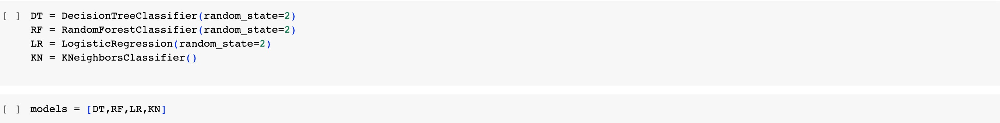 [ ] DT = DecisionTreeClassifier(random_state=2)
RF = RandomForestClassifier(random_state=2)
LR = LogisticRegression(random_state=2)
KN = KNeighborsClassifier()
[ ] models = [DT,RF,LR,KN]